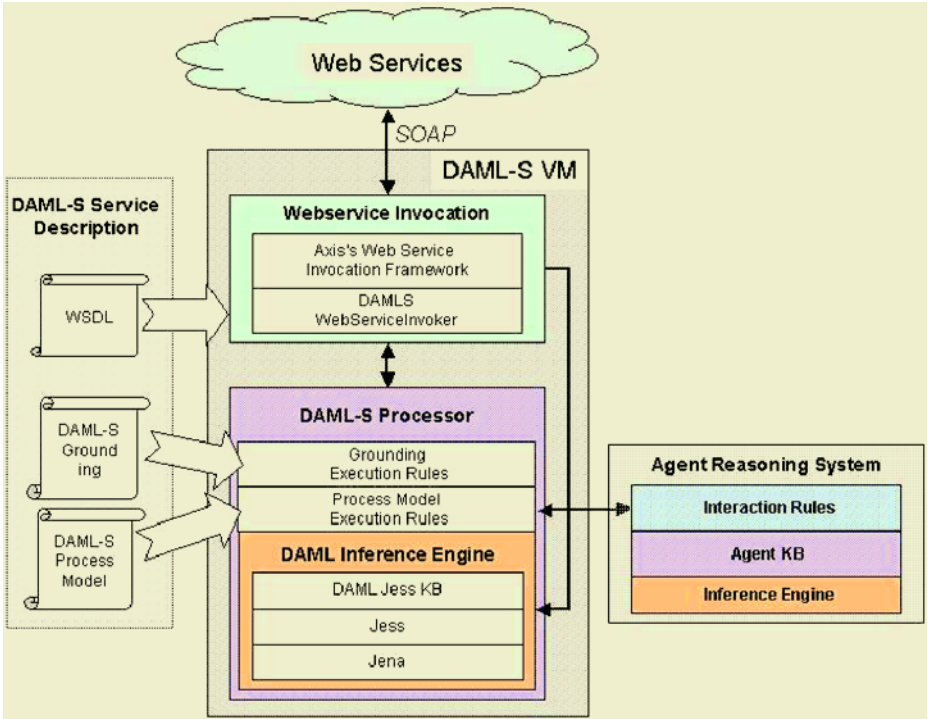 Web Services
SOAP
DAML-S VM
DAML-S Service
Description
WSDL
DAML-S
Ground
ing
DAML-S
Process
Model
Webservice Invocation
Axis's Web Service
Invocation Framework
DAMLS
WebServiceInvoker
DAML-S Processor
Grounding
Execution Rules
Process Model
Execution Rules
DAML Inference Engine
DAML Jess KB
Jess
Jena
Agent Reasoning System
Interaction Rules
Agent KB
Inference Engine